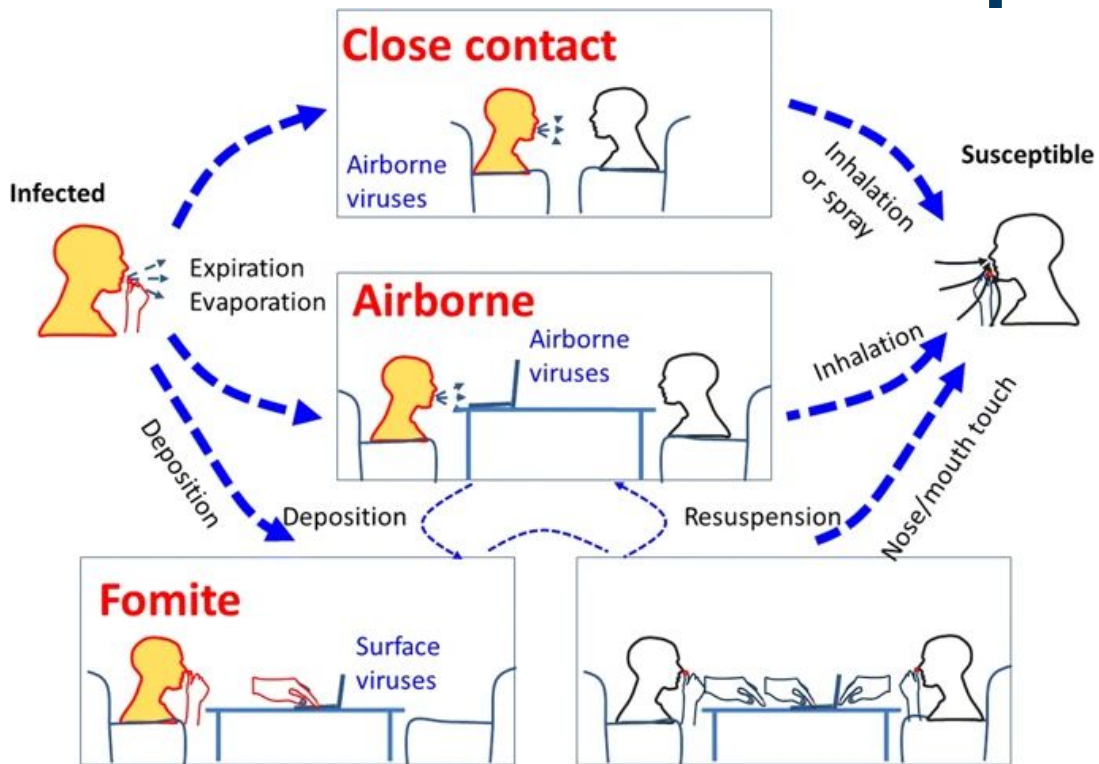 Close contact
Airborne
viruses
Infected
Expiration
Evaporation
Inhalation
or spray
Susceptible
Airborne
Airborne
viruses
Inhalation
Deposition
Deposition
Resuspension
Nose/mouth touch
Fomite
Surface
viruses